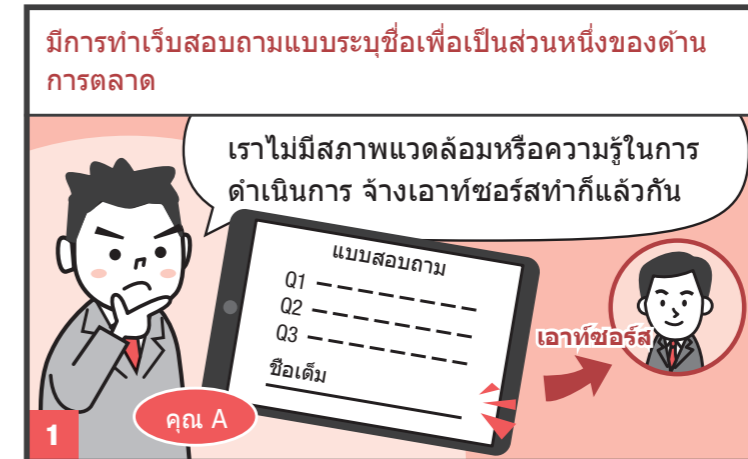 มีการทำเว็บสอบถามแบบระบุชื่อเพื่อเป็นส่วนหนึ่งของด้าน
การตลาด
เราไม่มีสภาพแวดล้อมหรือความรู้ในการ
ดำเนินการ จ้างเอาท์ซอร์สทำก็แล้วกัน
แบบสอบถาม
Q1
Q2
Q3
ชื่อเต็ม
เอาท์ซอร์ส
คุณ A
1